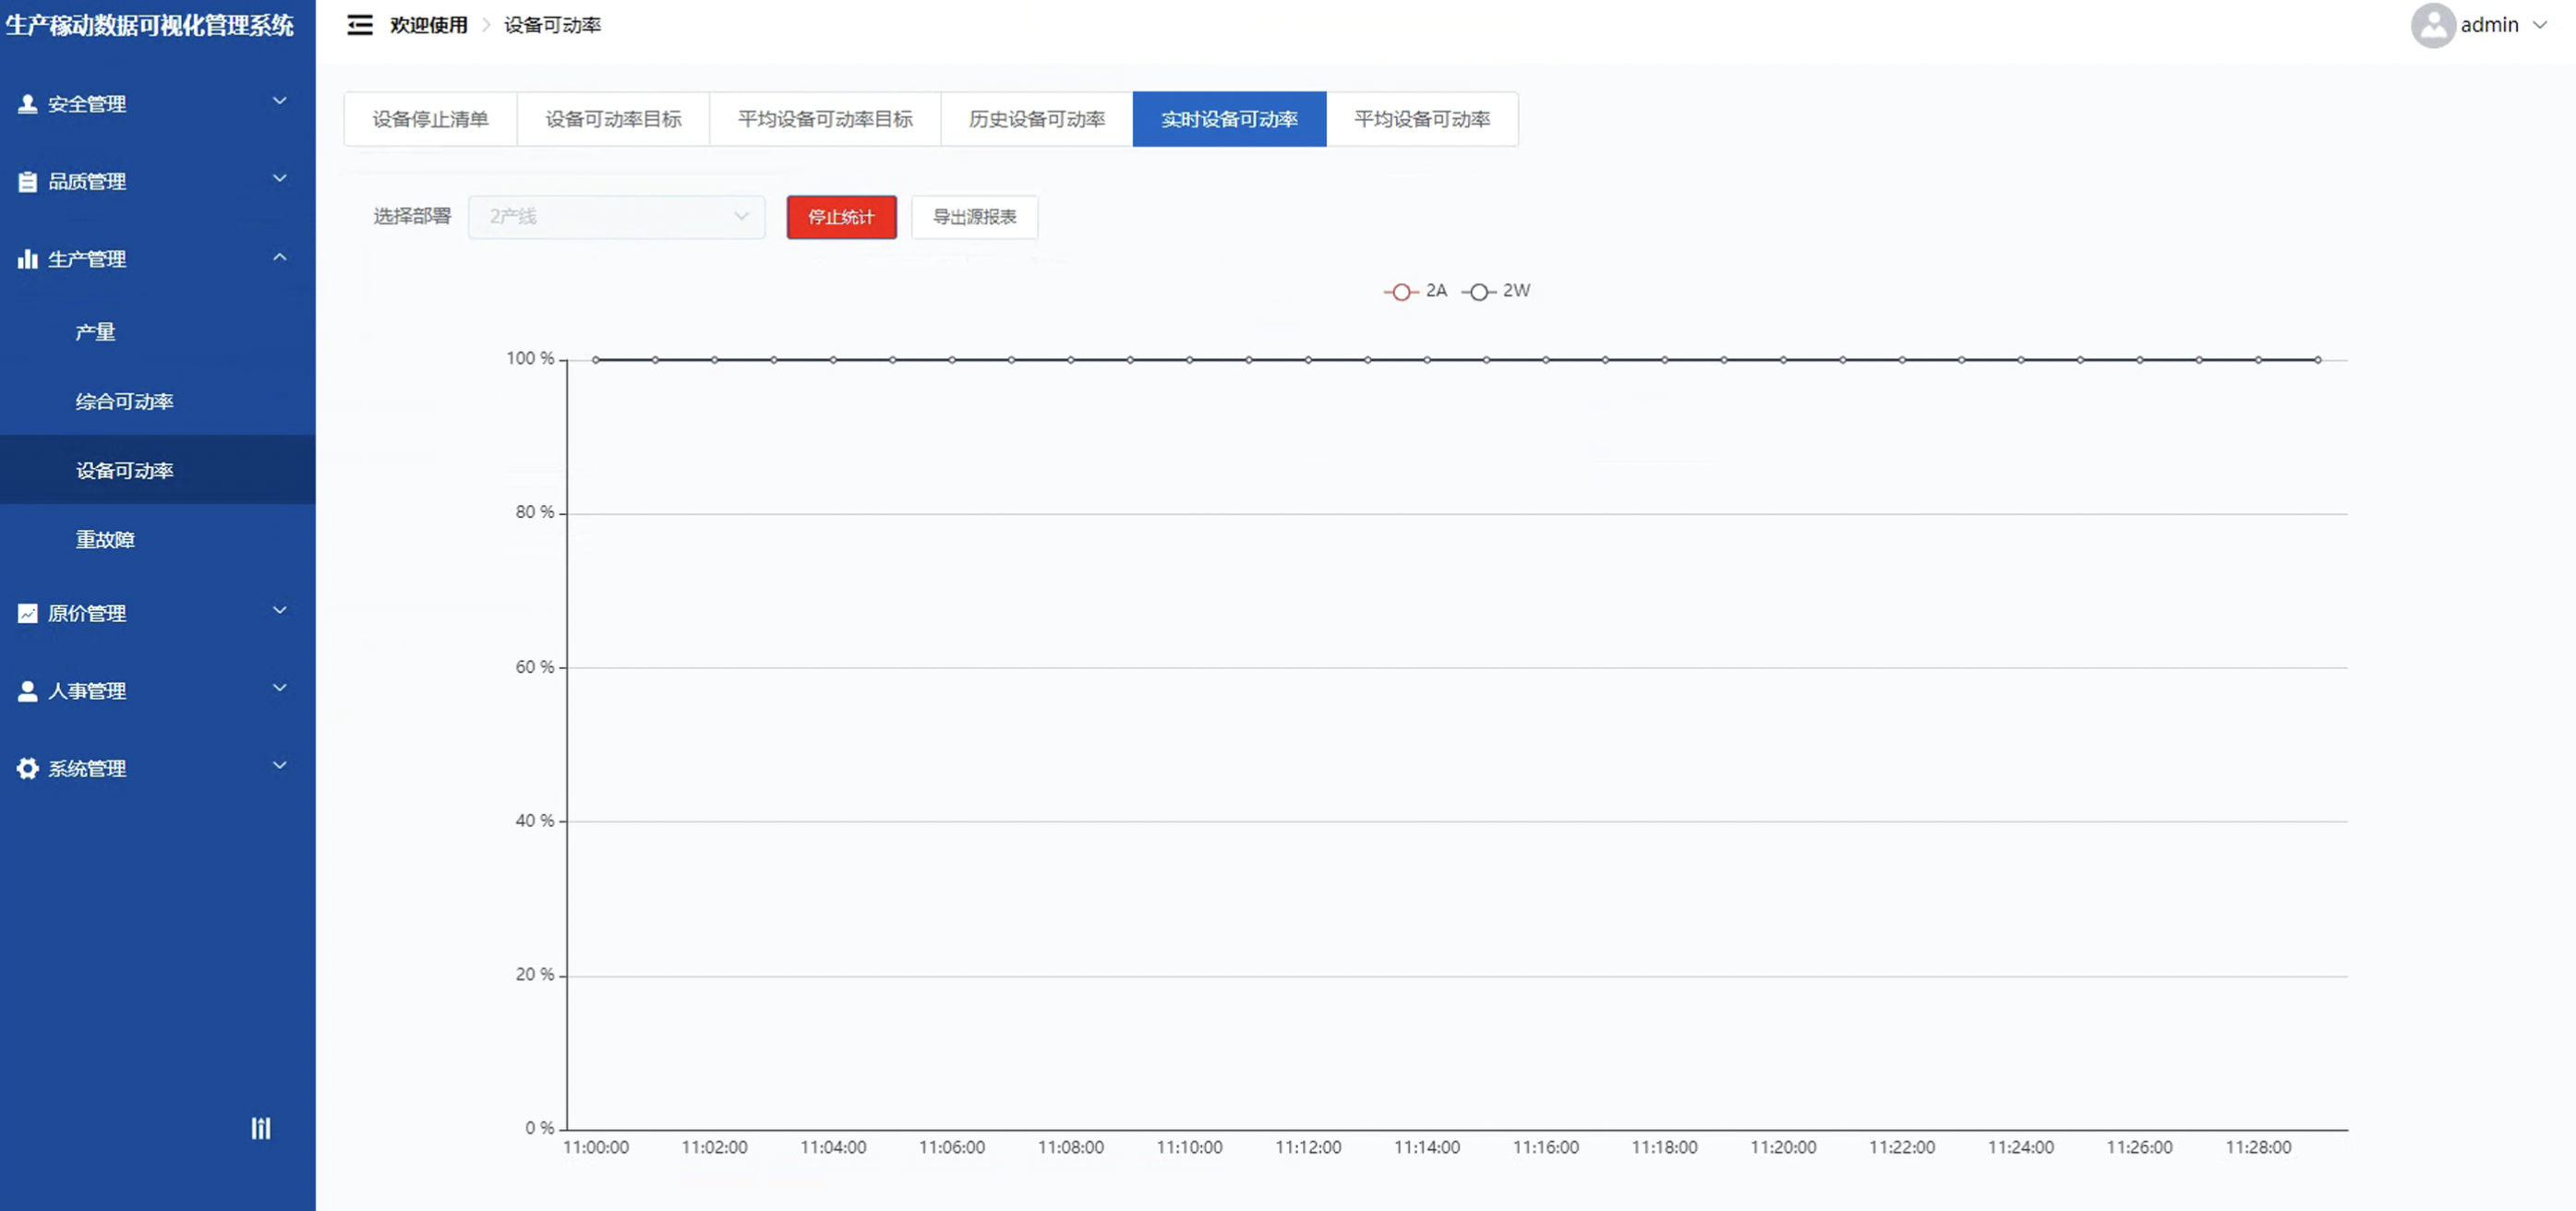 生产稼动数据可视化管理系统
欢迎使用 > 设备可动率
admin
安全管理
品质管理
生产管理
产量
综合可动率
设备可动率
重故障
原价管理
人事管理
系统管理
设备停止清单 设备可动率目标 平均设备可动率目标 历史设备可动率 实时设备可动率 平均设备可动率
选择部署 2产线 停止统计 导出源报表
2A 2W
100 %
80 %
60 %
40 %
20 %
0 %
11:00:00 11:02:00 11:04:00 11:06:00 11:08:00 11:10:00 11:12:00 11:14:00 11:16:00 11:18:00 11:20:00 11:22:00 11:24:00 11:26:00 11:28:00